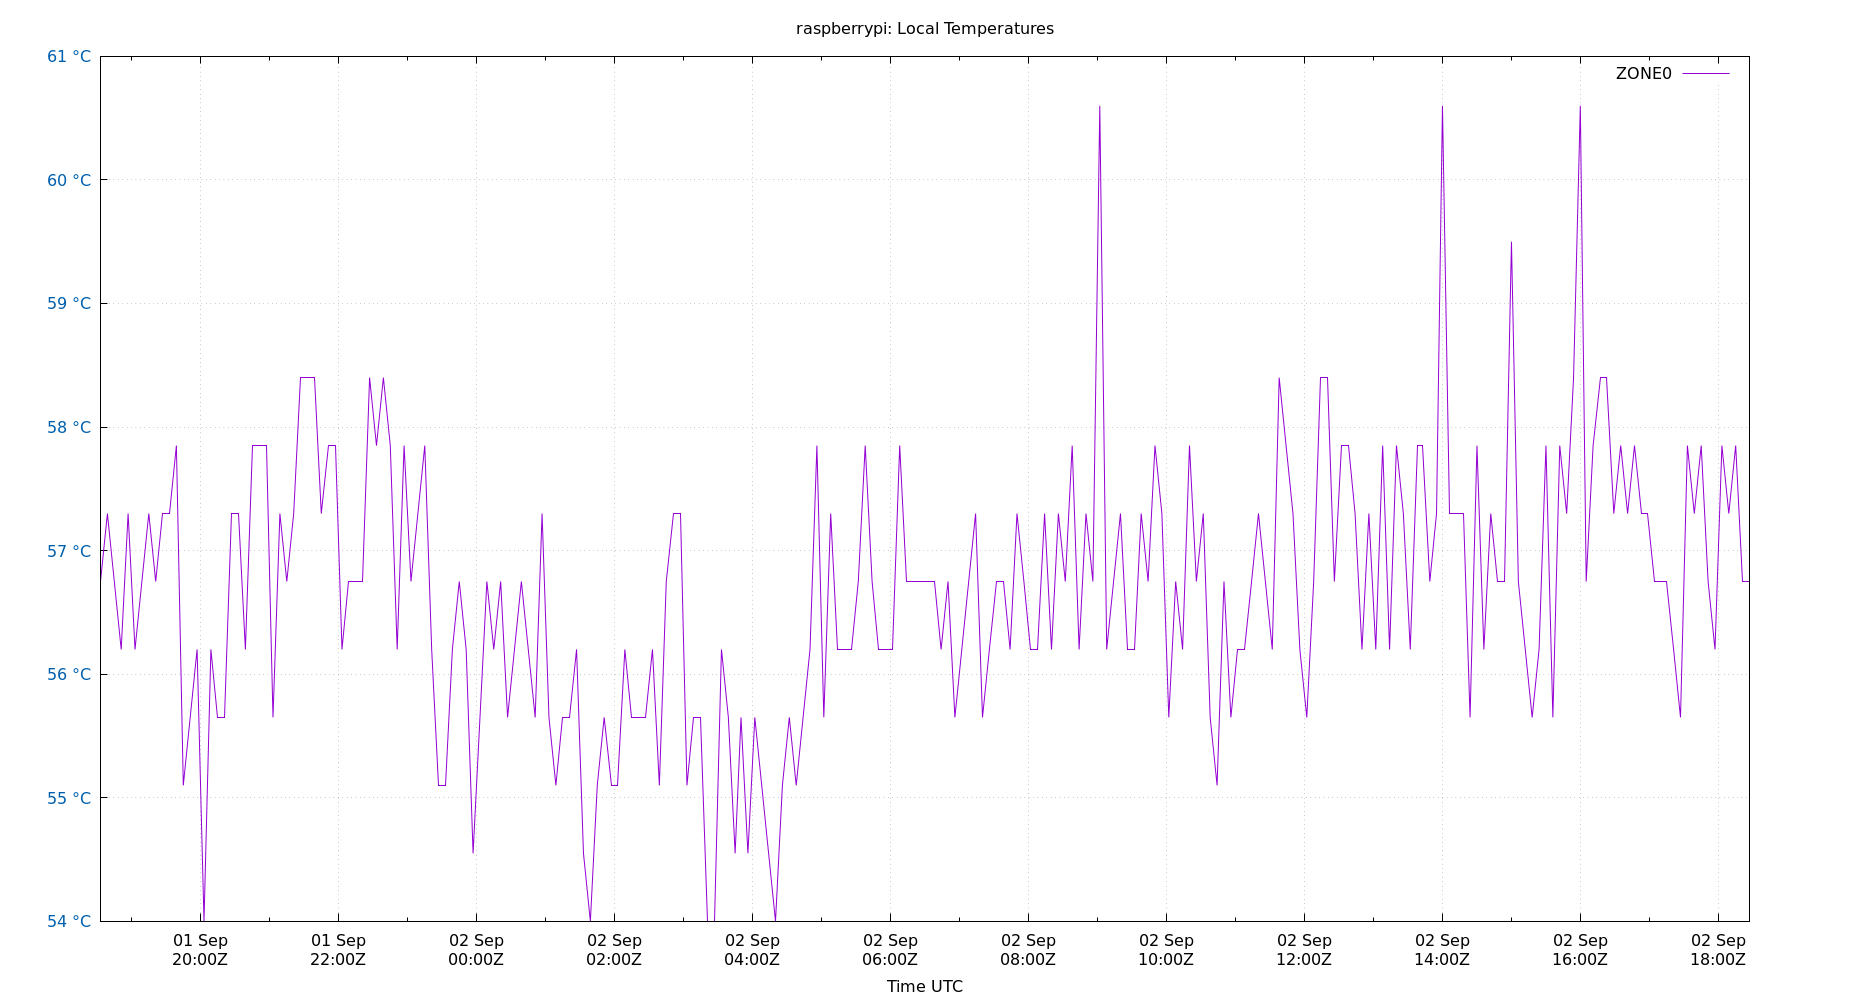 raspberrypi: Local Temperatures
61 °C
ZONE0
60 °C
59 °C
58 °C
57 °C
56 °C
55 °C
54 °C
01 Sep 01 Sep 02 Sep 02 Sep 02 Sep 02 Sep 02 Sep 02 Sep 02 Sep 02 Sep 02 Sep 02 Sep
20:00Z 22:00Z 00:00Z 02:00Z 04:00Z 06:00Z 08:00Z 10:00Z 12:00Z 14:00Z 16:00Z 18:00Z
Time UTC